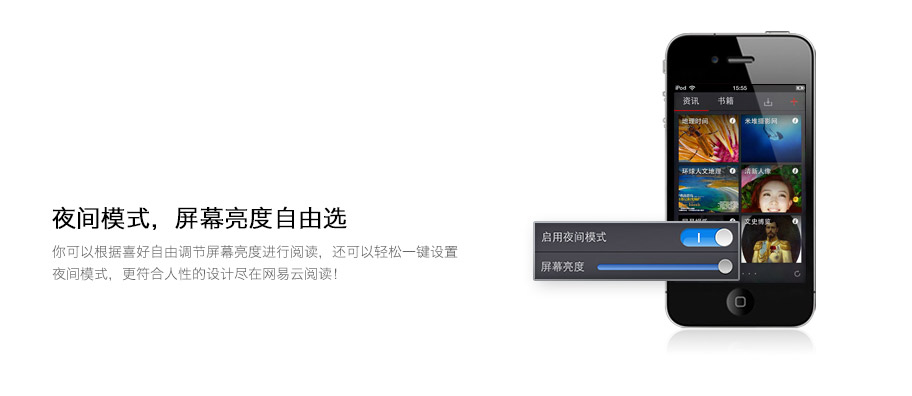 夜间模式，屏幕亮度自由选
你可以根据喜好自由调节屏幕亮度进行阅读，还可以轻松一键设置
夜间模式，更符合人性的设计尽在网易云阅读！
iPod
15:55
资讯
书籍
地理时间
米堆摄影网
环球人文地理
清新人像
文史博览
启用夜间模式
屏幕亮度